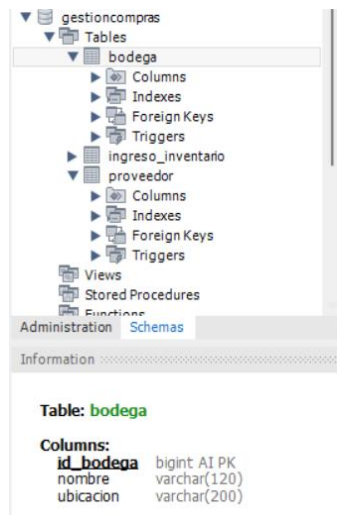 gestioncompras
Tables
bodega
Columns
Indexes
Foreign Keys
Triggers
ingreso_inventario
proveedor
Columns
Indexes
Foreign Keys
Triggers
Views
Stored Procedures
Functions
Administration Schemas
Information
Table: bodega
Columns:
id_bodega bigint AI PK
nombre varchar(120)
ubicacion varchar(200)